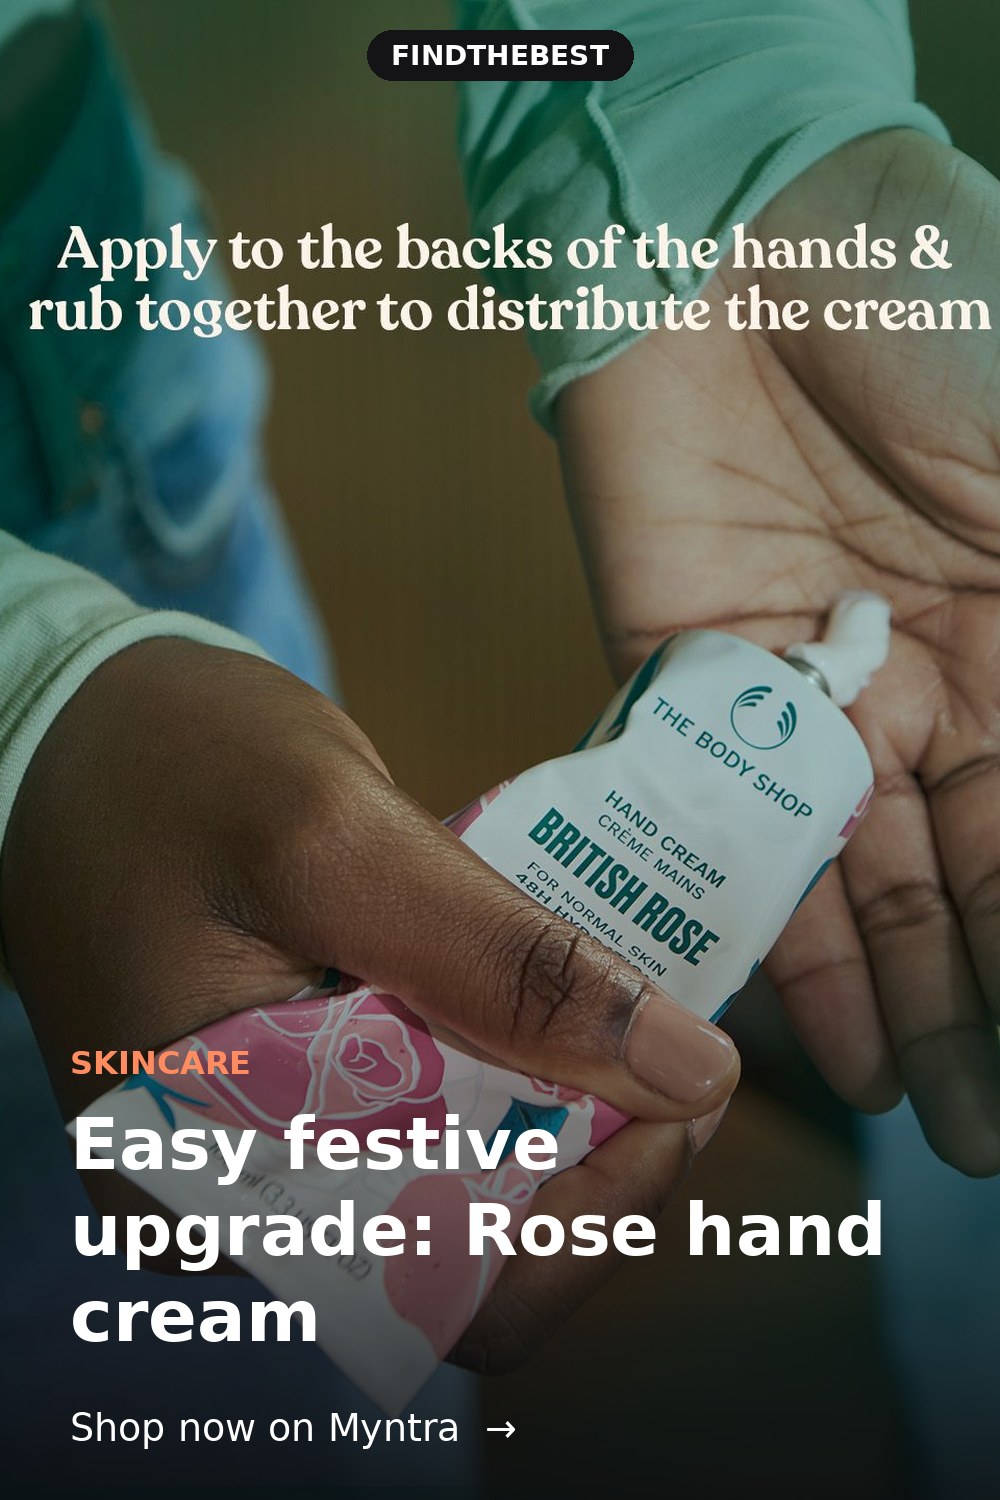 FINDTHEBEST
Apply to the backs of the hands &
rub together to distribute the cream
THE BODY SHOP
HAND CREAM
CRÈME MAINS
BRITISH ROSE
FOR NORMAL SKIN
48H
SKINCARE
Easy festive
upgrade: Rose hand
cream
Shop now on Myntra →